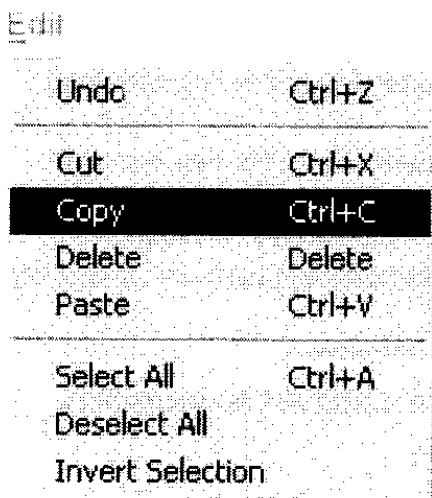 Edit
Undo Ctrl+Z
Cut Ctrl+X
Copy Ctrl+C
Delete Delete
Paste Ctrl+V
Select All Ctrl+A
Deselect All
Invert Selection